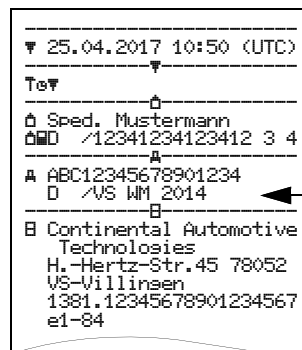 25.04.2017 10:50 (UTC)
T
Sped. Mustermann
D /12341234123412 3 4
A
A ABC12345678901234
D /VS WM 2014
Continental Automotive
Technologies
H.-Hertz-Str.45 78052
VS-Villingen
1381.12345678901234567
e1-84